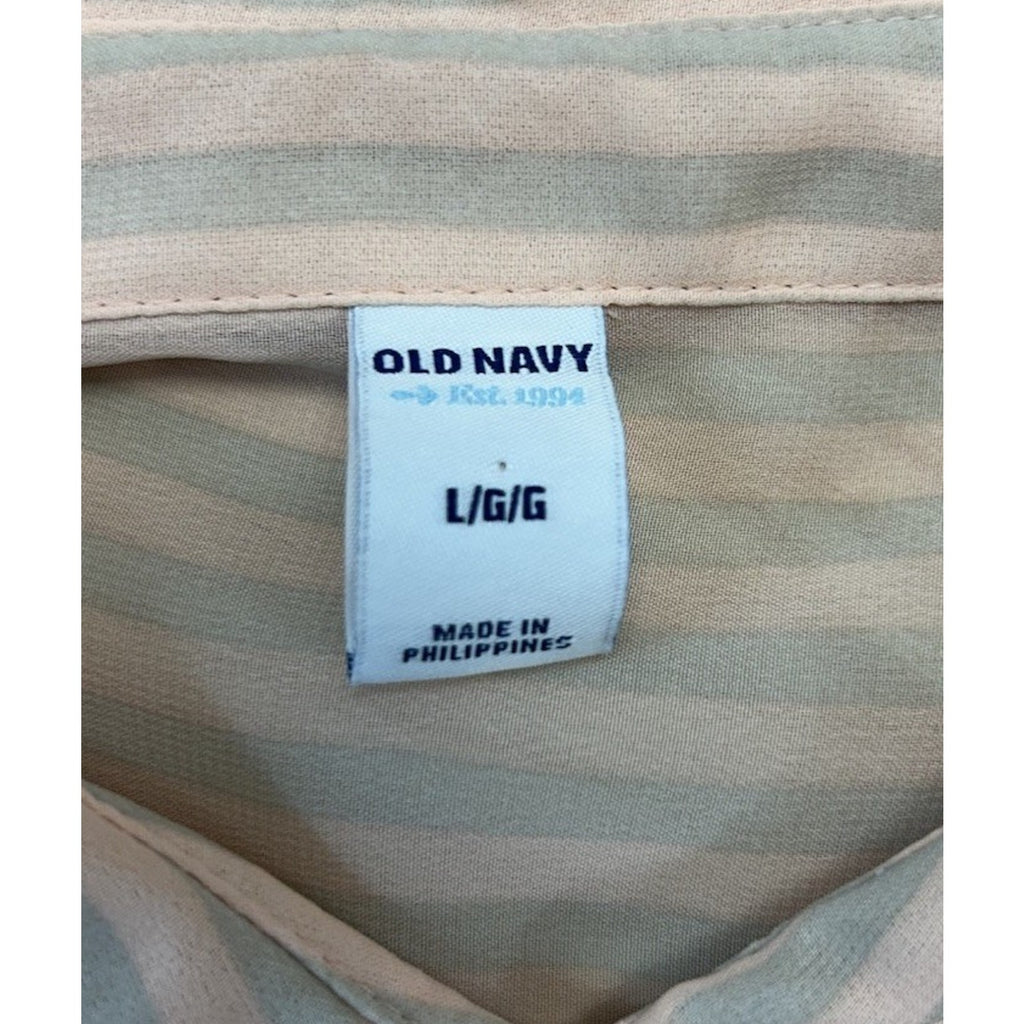 OLD NAVY
Est. 1994
L/G/G
MADE IN
PHILIPPINES